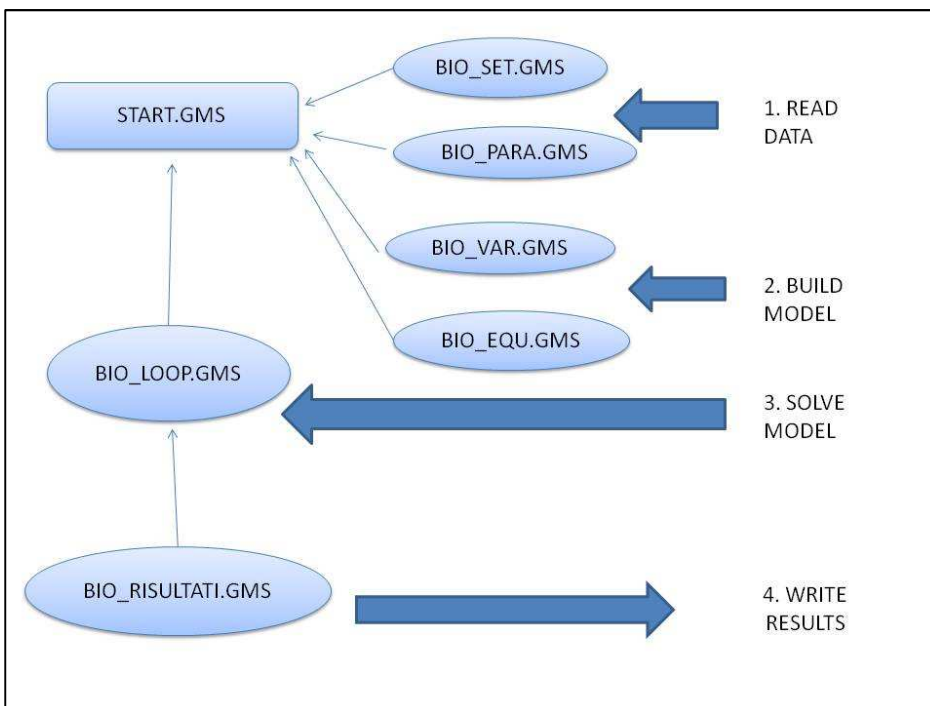 START.GMS
BIO_SET.GMS
BIO_PARA.GMS
1. READ
DATA
BIO_VAR.GMS
BIO_EQU.GMS
2. BUILD
MODEL
BIO_LOOP.GMS
3. SOLVE
MODEL
BIO_RISULTATI.GMS
4. WRITE
RESULTS